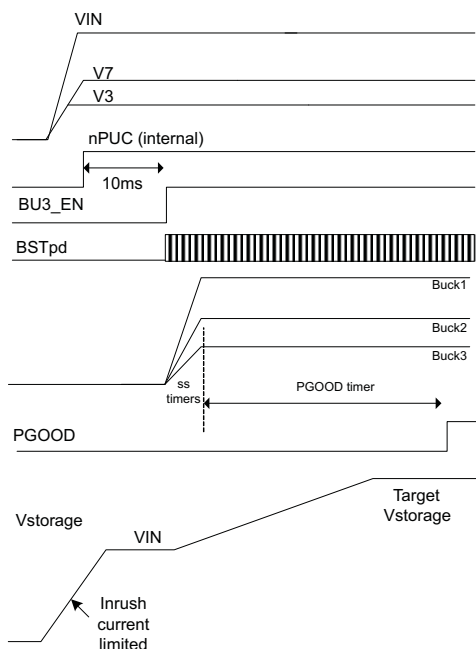 VIN
V7
V3
nPUC (internal)
10ms
BU3_EN
BSTpd
Buck1
Buck2
Buck3
ss
timers
PGOOD timer
PGOOD
Vstorage
VIN
Target
Vstorage
Inrush
current
limited